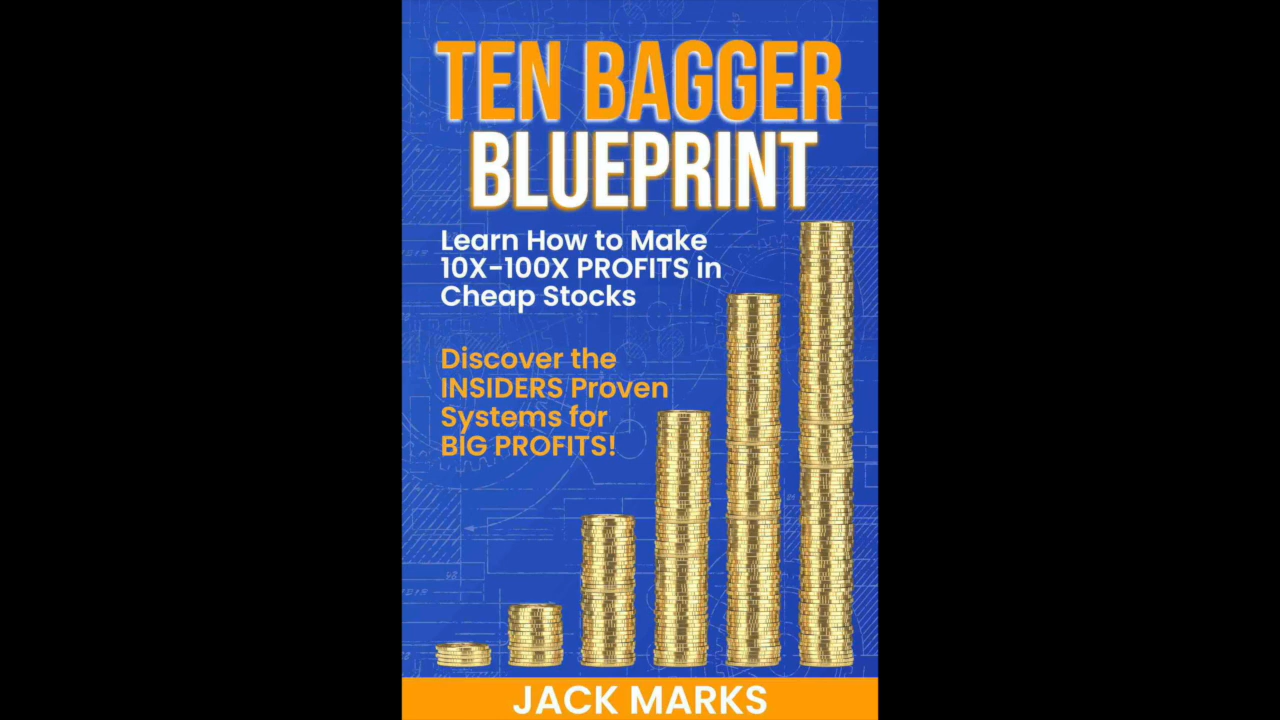 TEN BAGGER
BLUEPRINT
Learn How to Make
10X-100X PROFITS in
Cheap Stocks
Discover the
INSIDERS Proven
Systems for
BIG PROFITS!
JACK MARKS